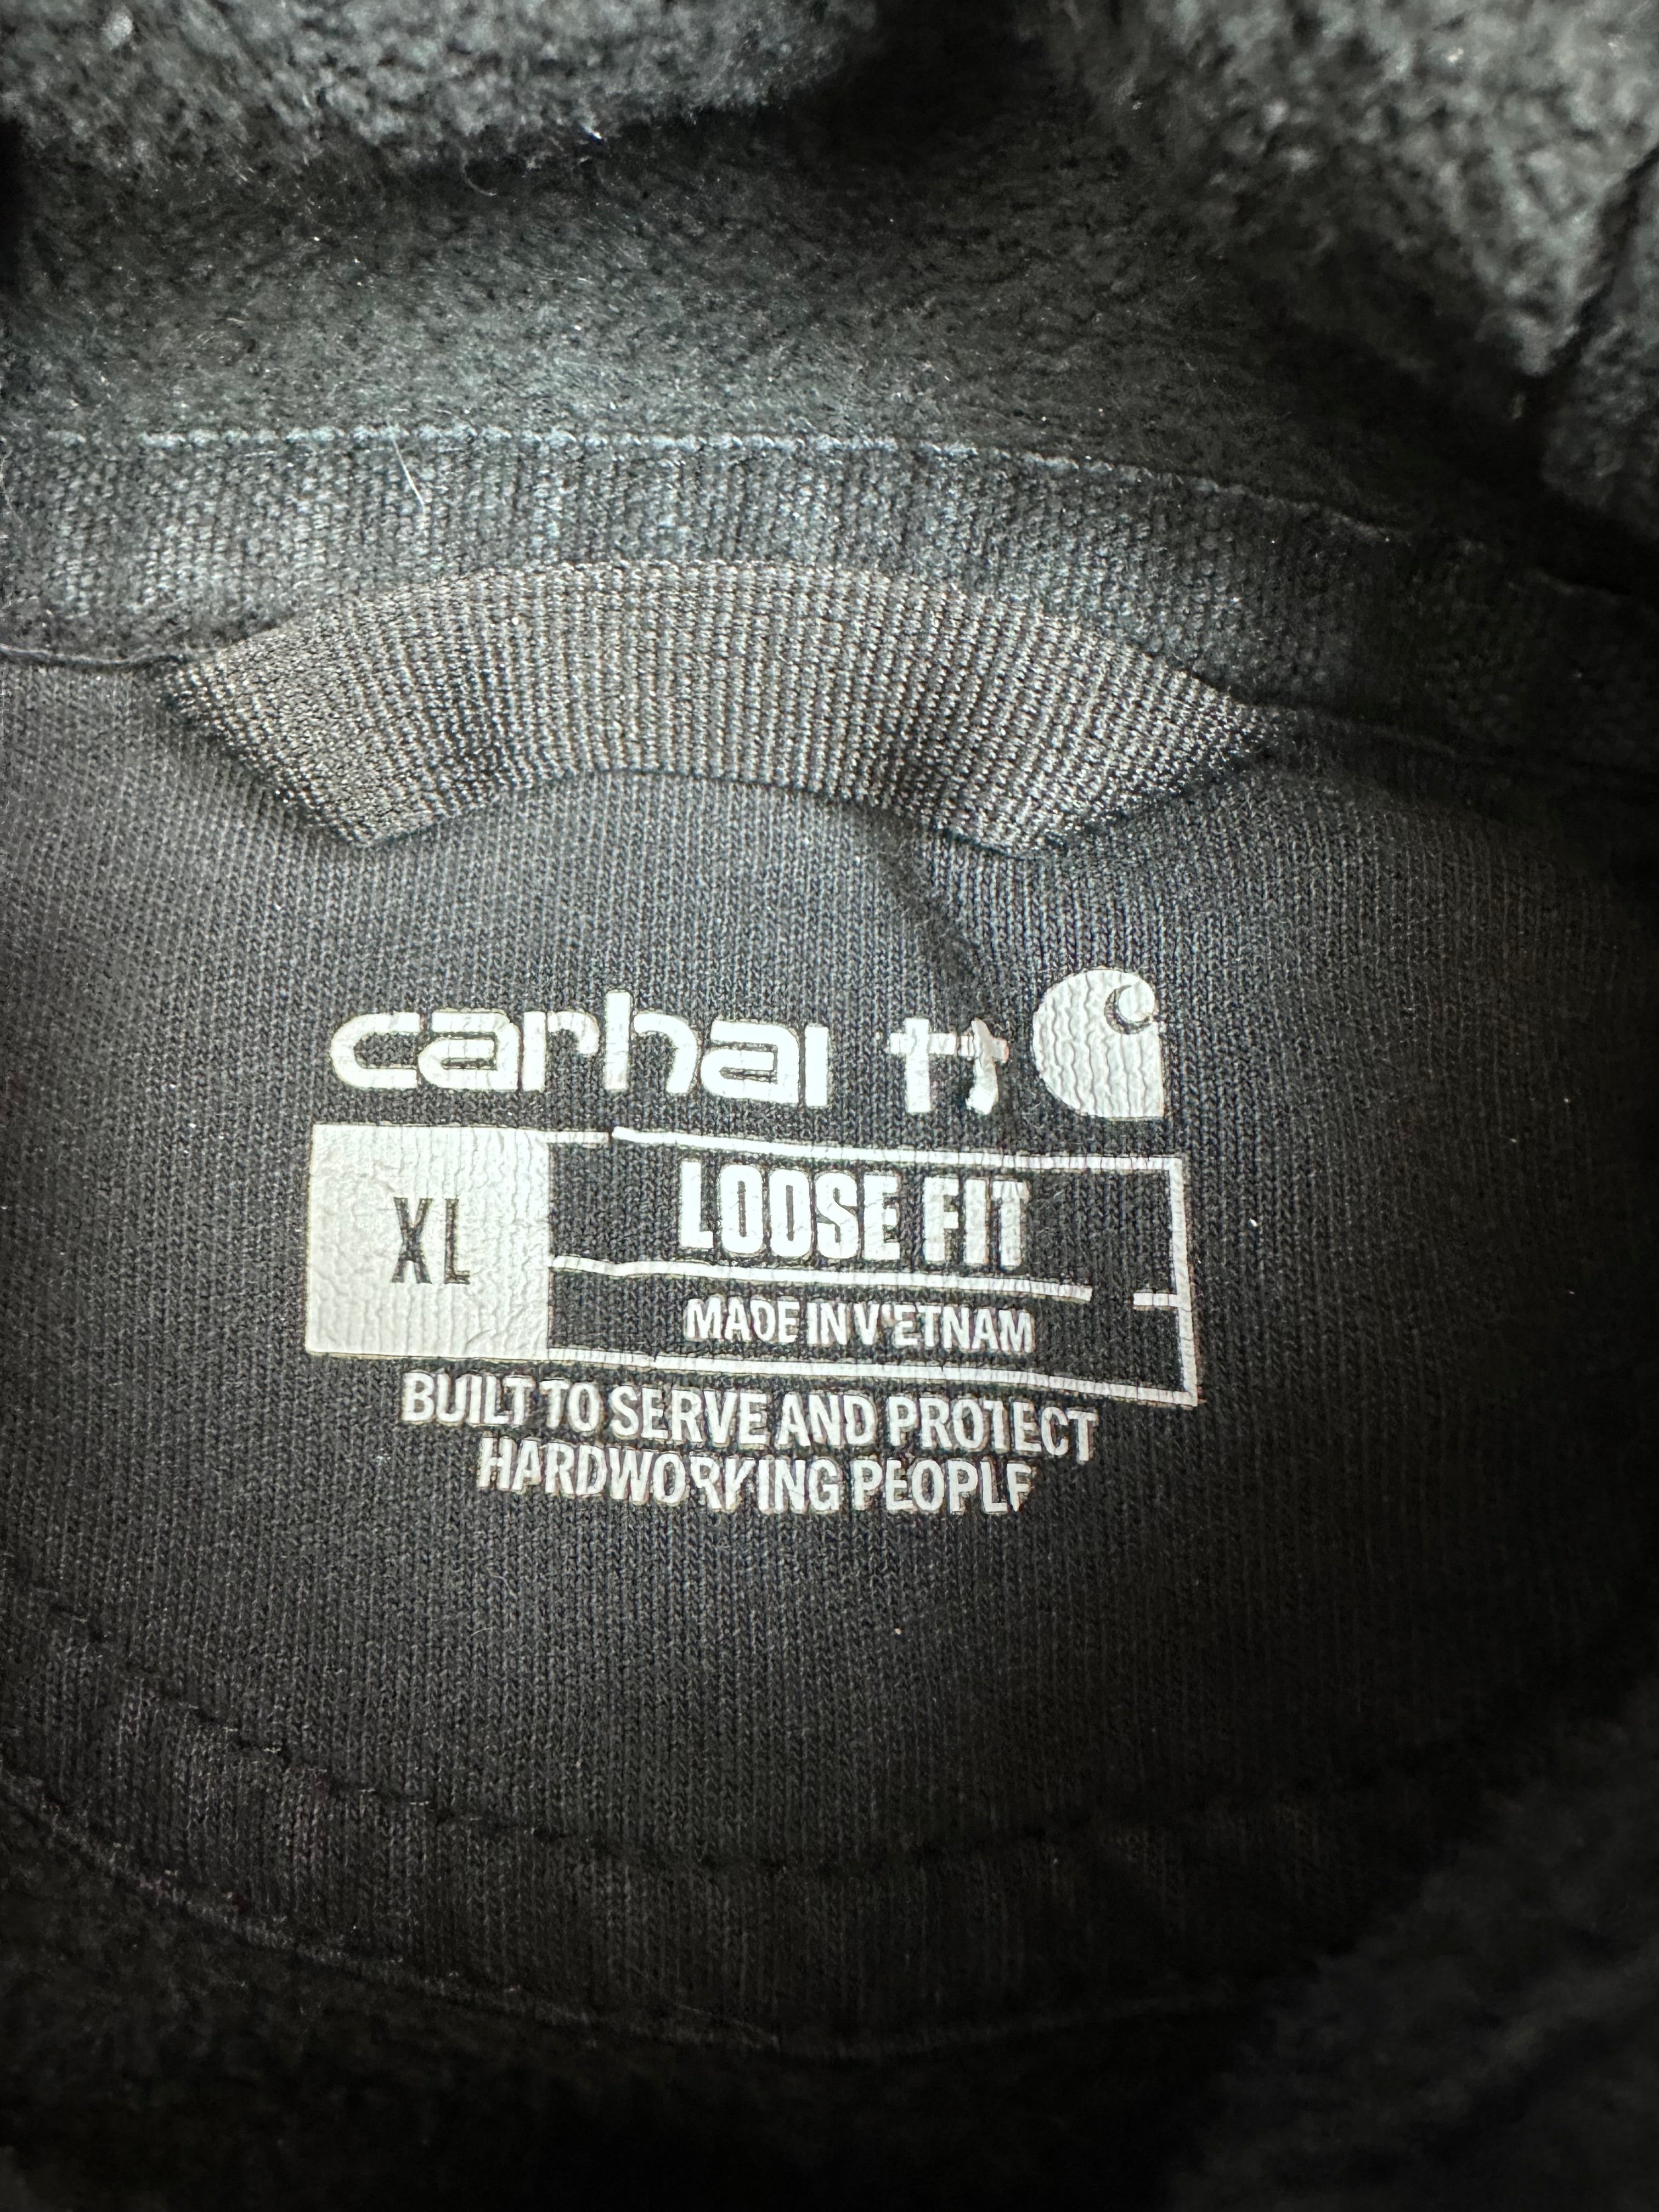 carhartt
XL
LOOSE FIT
MADE IN VIETNAM
BUILT TO SERVE AND PROTECT
HARDWORKING PEOPLE